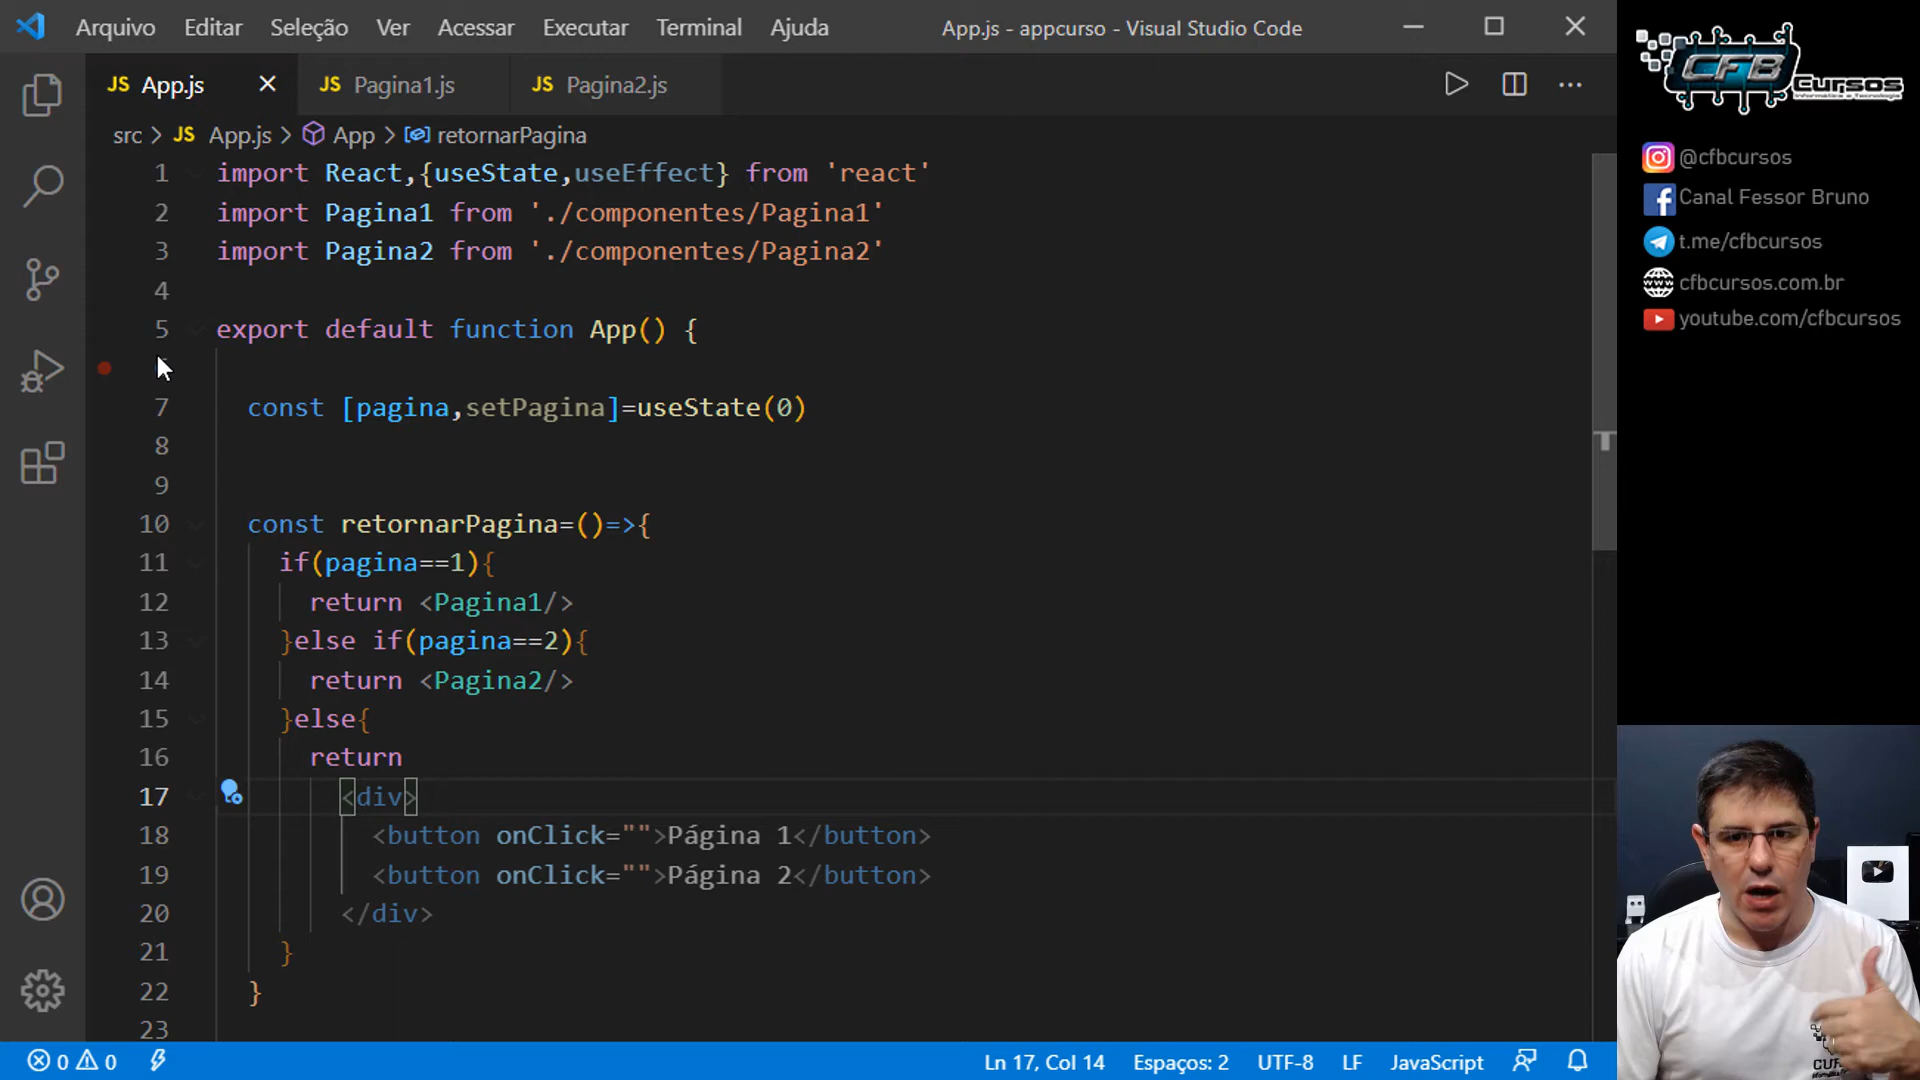 Arquivo Editar Seleção Ver Acessar Executar Terminal Ajuda App.js - appcurso - Visual Studio Code
JS App.js JS Pagina1.js JS Pagina2.js
src > JS App.js > App > retornarPagina
1 import React,{useState,useEffect} from 'react'
2 import Pagina1 from './componentes/Pagina1'
3 import Pagina2 from './componentes/Pagina2'
4
5 export default function App() {
7 const [pagina,setPagina]=useState(0)
8
9
10 const retornarPagina=()=>{
11 if(pagina==1){
12 return <Pagina1/>
13 }else if(pagina==2){
14 return <Pagina2/>
15 }else{
16 return
17 <div>
18 <button onClick="">Página 1</button>
19 <button onClick="">Página 2</button>
20 </div>
21 }
22 }
23
0 0 Ln 17, Col 14 Espaços: 2 UTF-8 LF JavaScript
CFB Cursos
@cfbcursos
Canal Fessor Bruno
t.me/cfbcursos
cfbcursos.com.br
youtube.com/cfbcursos